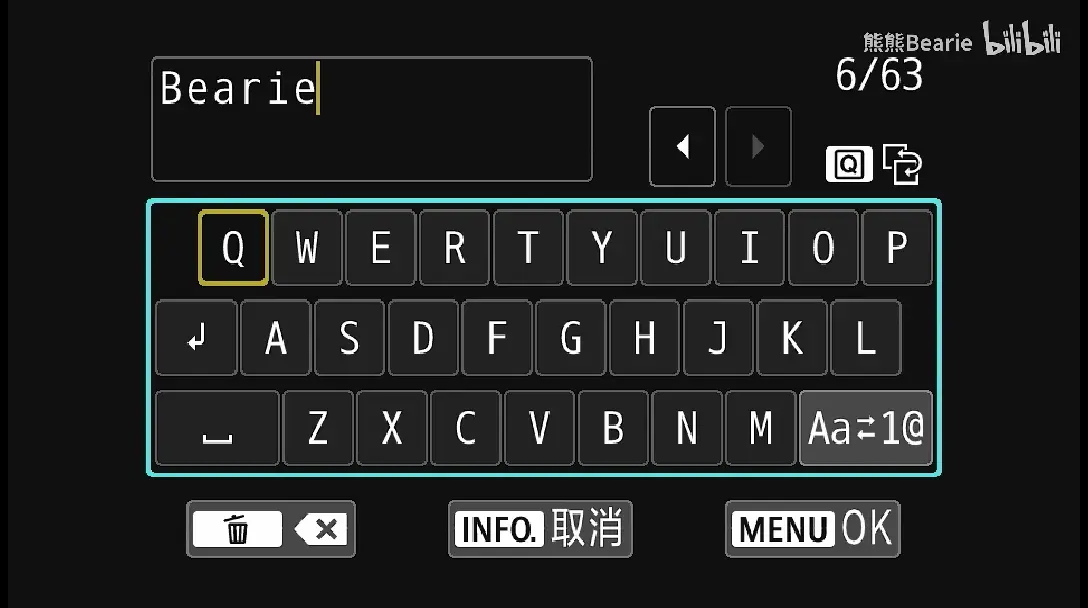 熊熊Bearie bilibili
Bearie
6/63
Q
Q W E R T Y U I O P
A S D F G H J K L
Z X C V B N M Aa⇄1@
INFO. 取消
MENU OK